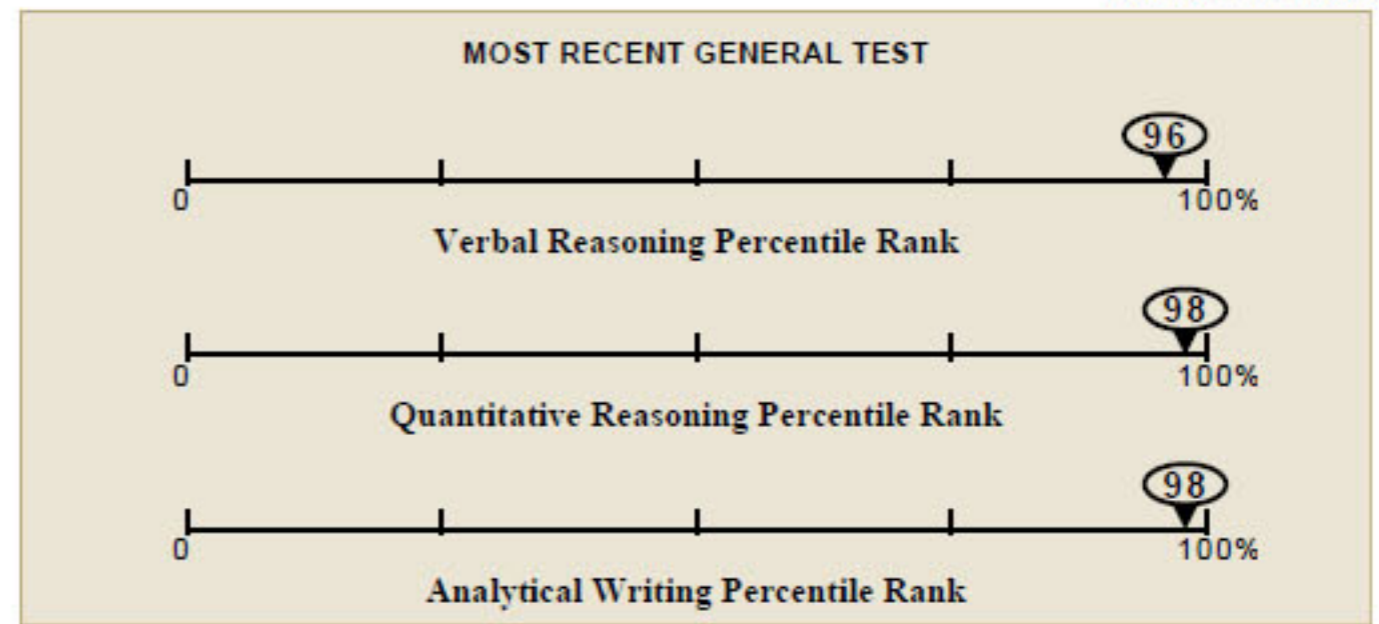 MOST RECENT GENERAL TEST
96
0 100%
Verbal Reasoning Percentile Rank
98
0 100%
Quantitative Reasoning Percentile Rank
98
0 100%
Analytical Writing Percentile Rank